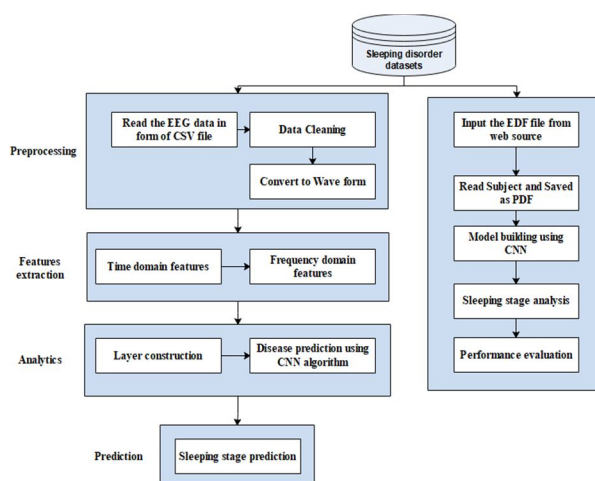 Sleeping disorder
datasets
Preprocessing
Read the EEG data in
form of CSV file
Data Cleaning
Convert to Wave form
Features
extraction
Time domain features
Frequency domain
features
Analytics
Layer construction
Disease prediction using
CNN algorithm
Prediction
Sleeping stage prediction
Input the EDF file from
web source
Read Subject and Saved
as PDF
Model building using
CNN
Sleeping stage analysis
Performance evaluation